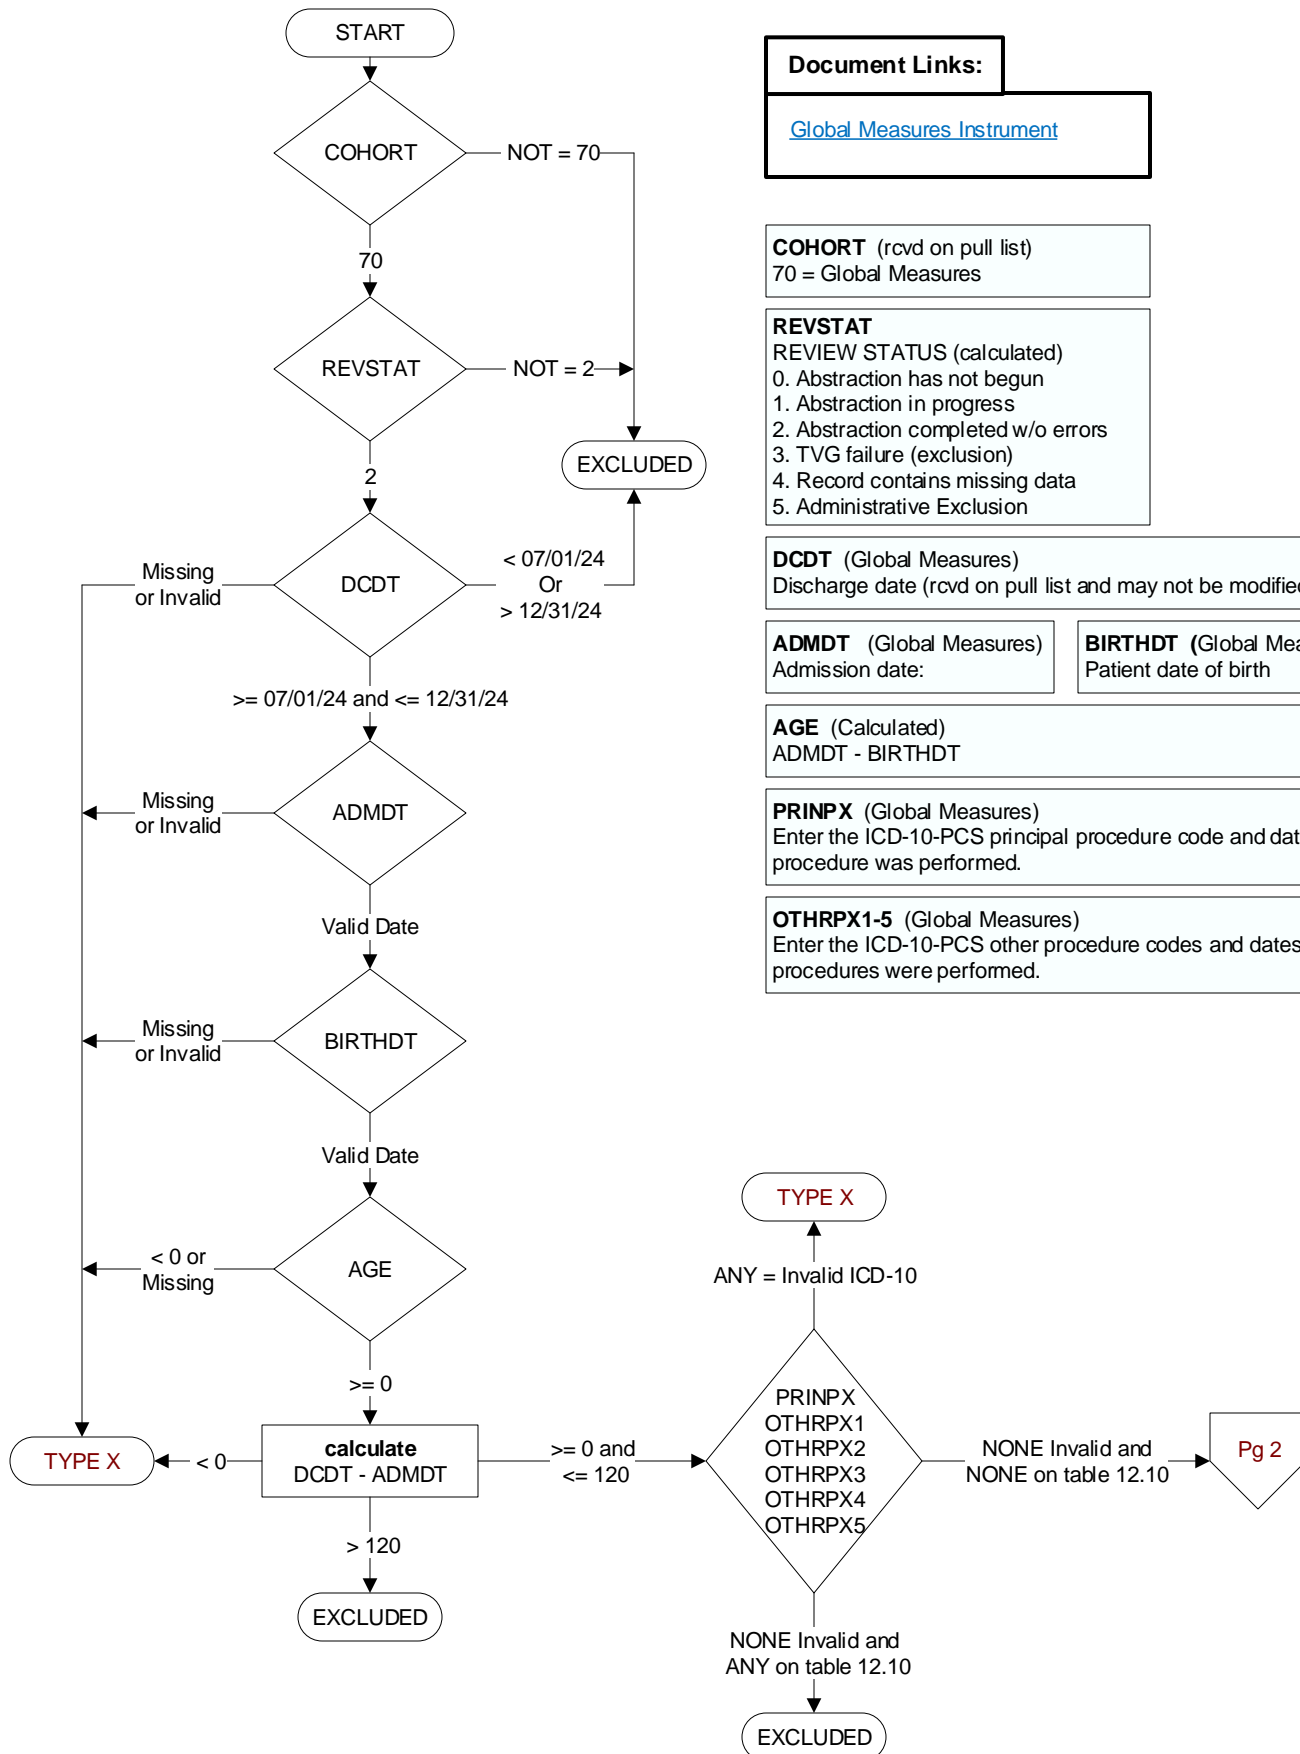 START
Document Links:
Global Measures Instrument
COHORT
NOT = 70
70
COHORT (rcvd on pull list)
70 = Global Measures
REVSTAT
NOT = 2
2
EXCLUDED
REVSTAT
REVIEW STATUS (calculated)
0. Abstraction has not begun
1. Abstraction in progress
2. Abstraction completed w/o errors
3. TVG failure (exclusion)
4. Record contains missing data
5. Administrative Exclusion
Missing
or Invalid
DCDT
< 07/01/24
Or
> 12/31/24
>= 07/01/24 and <= 12/31/24
DCDT (Global Measures)
Discharge date (rcvd on pull list and may not be modified
ADMDT (Global Measures)
Admission date:
BIRTHDT (Global Mea
Patient date of birth
AGE (Calculated)
ADMDT - BIRTHDT
Missing
or Invalid
ADMDT
Valid Date
PRINPX (Global Measures)
Enter the ICD-10-PCS principal procedure code and dat
procedure was performed.
OTHRPX1-5 (Global Measures)
Enter the ICD-10-PCS other procedure codes and dates
procedures were performed.
Missing
or Invalid
BIRTHDT
Valid Date
< 0 or
Missing
AGE
>= 0
TYPE X
ANY = Invalid ICD-10
TYPE X
< 0
calculate
DCDT - ADMDT
>= 0 and
<= 120
PRINPX
OTHRPX1
OTHRPX2
OTHRPX3
OTHRPX4
OTHRPX5
NONE Invalid and
NONE on table 12.10
Pg 2
> 120
EXCLUDED
NONE Invalid and
ANY on table 12.10
EXCLUDED